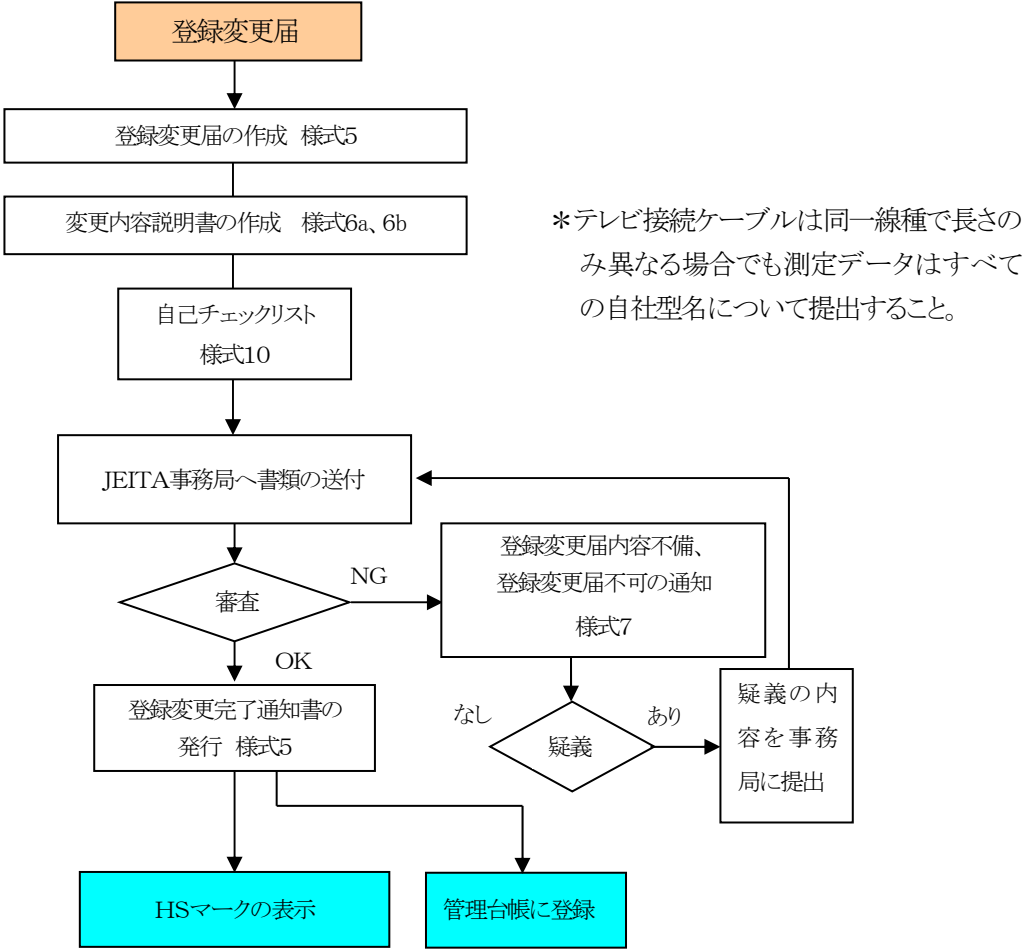 登録変更届
登録変更届の作成 様式5
変更内容説明書の作成 様式6a、6b
＊テレビ接続ケーブルは同一線種で長さの
み異なる場合でも測定データはすべて
の自社型名について提出すること。
自己チェックリスト
様式10
JEITA事務局へ書類の送付
審査
NG
登録変更届内容不備、
登録変更届不可の通知
様式7
OK
登録変更完了通知書の
発行 様式5
なし
疑義
あり
疑義の内
容を事務
局に提出
HSマークの表示
管理台帳に登録